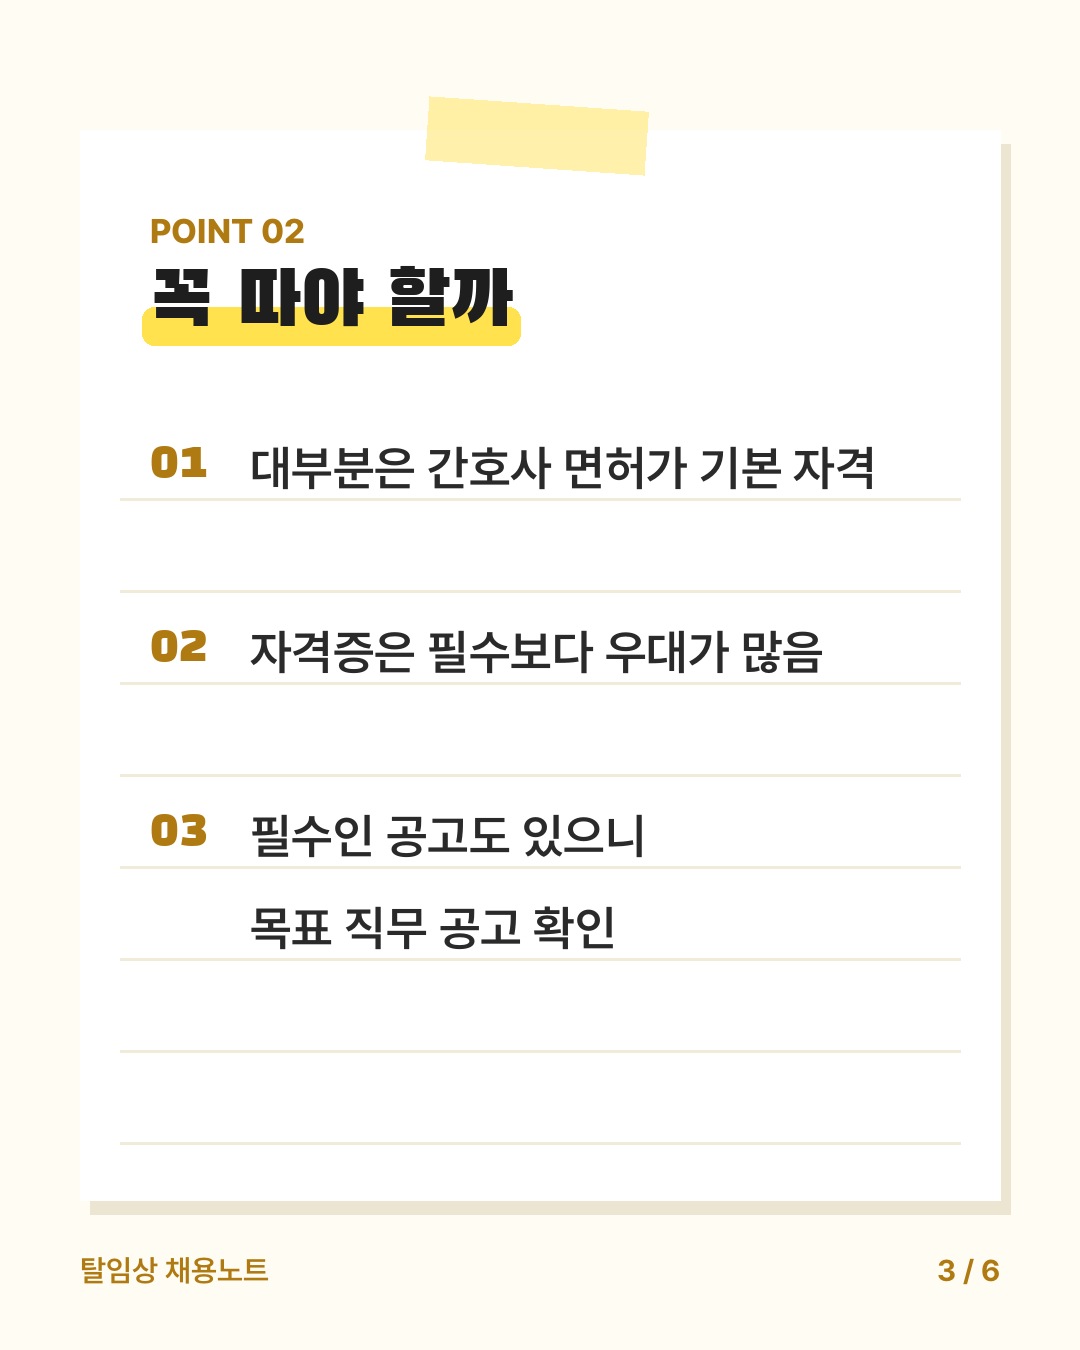 POINT 02
꼭 따야 할까
01 대부분은 간호사 면허가 기본 자격
02 자격증은 필수보다 우대가 많음
03 필수인 공고도 있으니
목표 직무 공고 확인
탈임상 채용노트
3 / 6